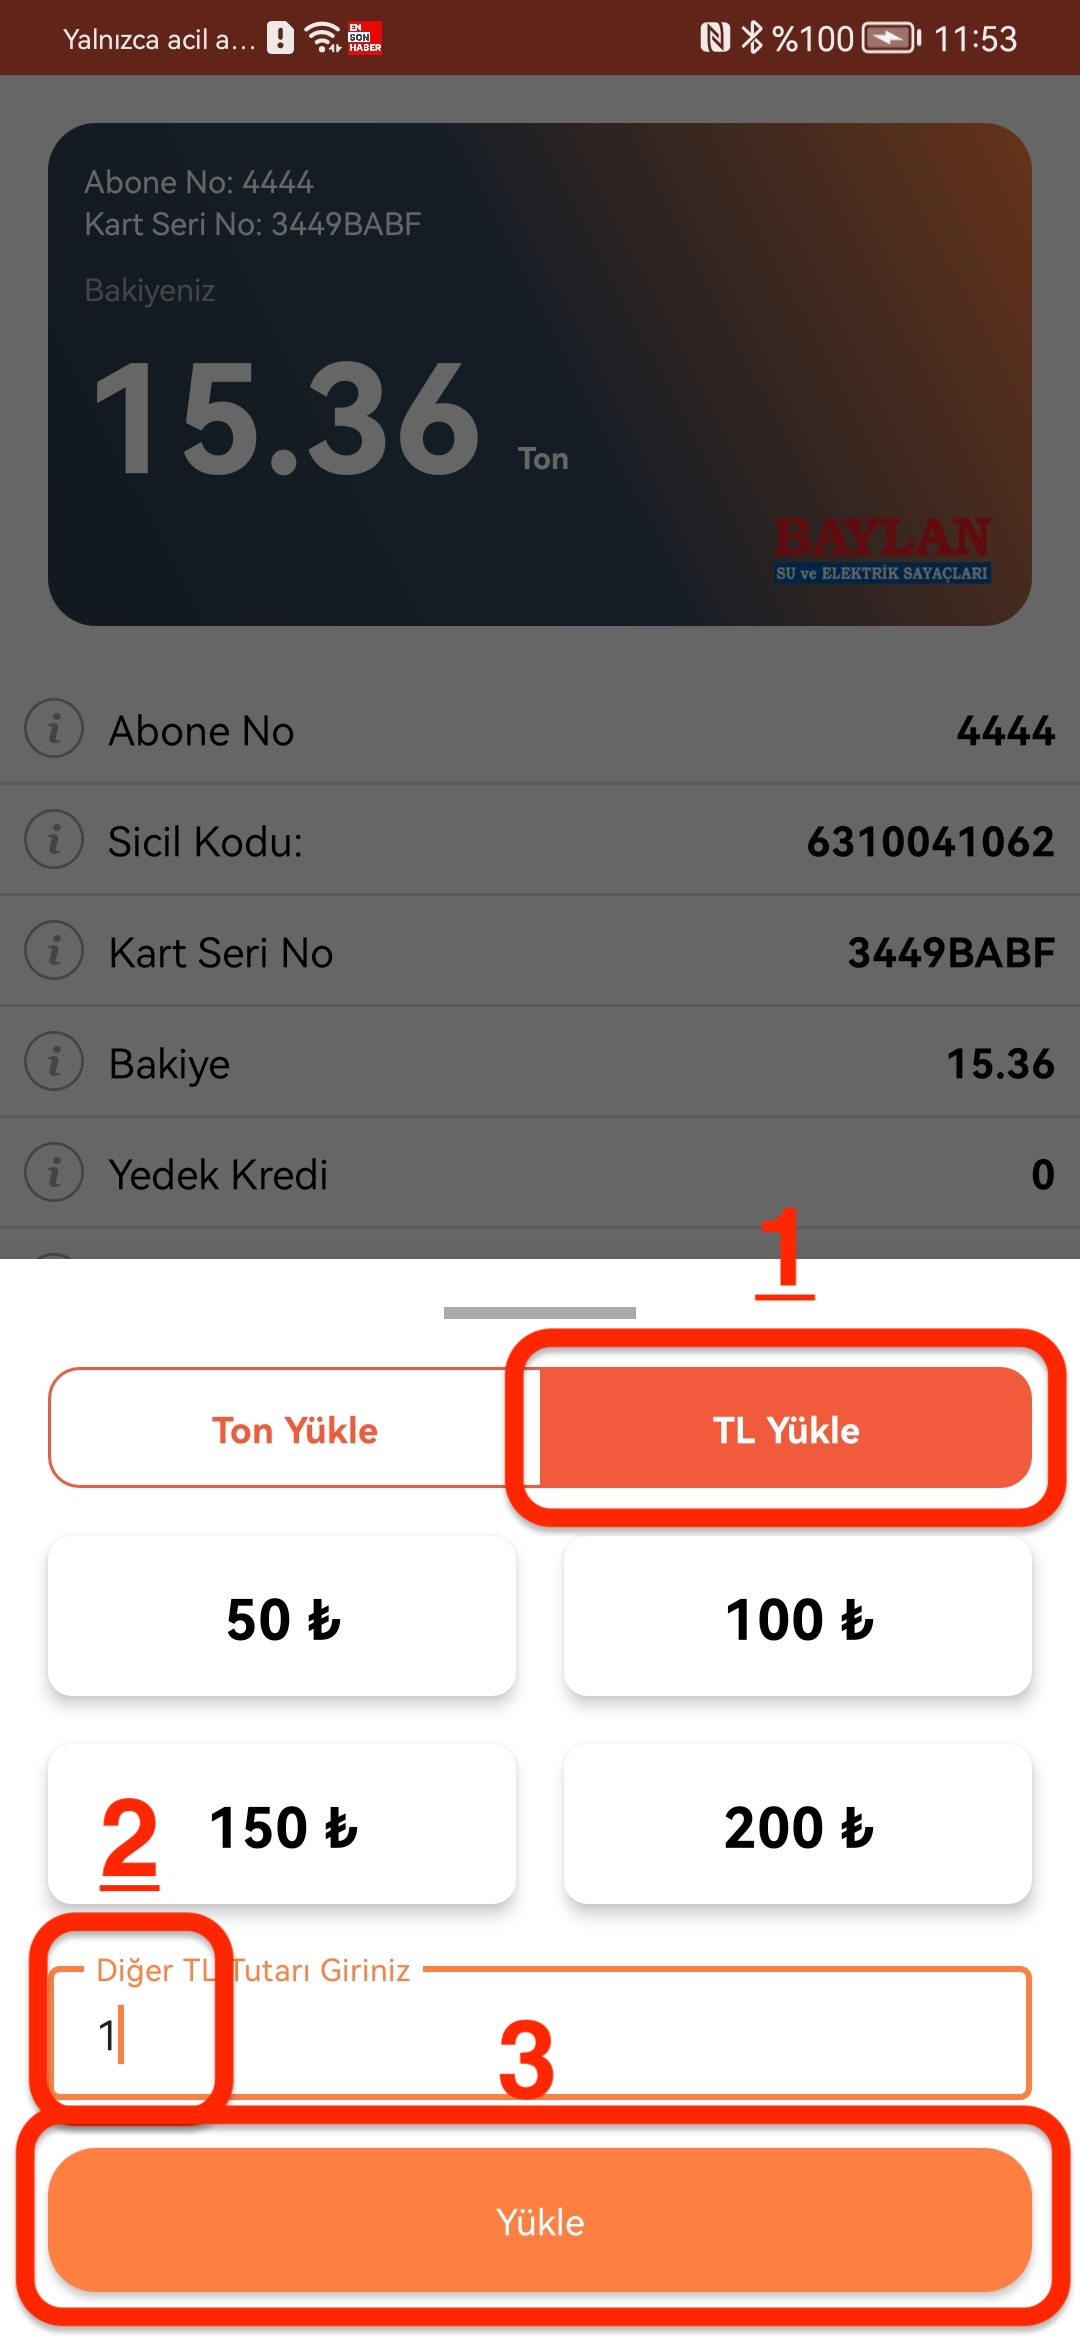 Yalnızca acil a...
EN
SON
HABER
%100
11:53
Abone No: 4444
Kart Seri No: 3449BABF
Bakiyeniz
15.36 Ton
BAYLAN
SU ve ELEKTRİK SAYAÇLARI
Abone No 4444
Sicil Kodu: 6310041062
Kart Seri No 3449BABF
Bakiye 15.36
Yedek Kredi 0
1
Ton Yükle TL Yükle
50 ₺ 100 ₺
2 150 ₺ 200 ₺
Diğer TL Tutarı Giriniz
1
3
Yükle